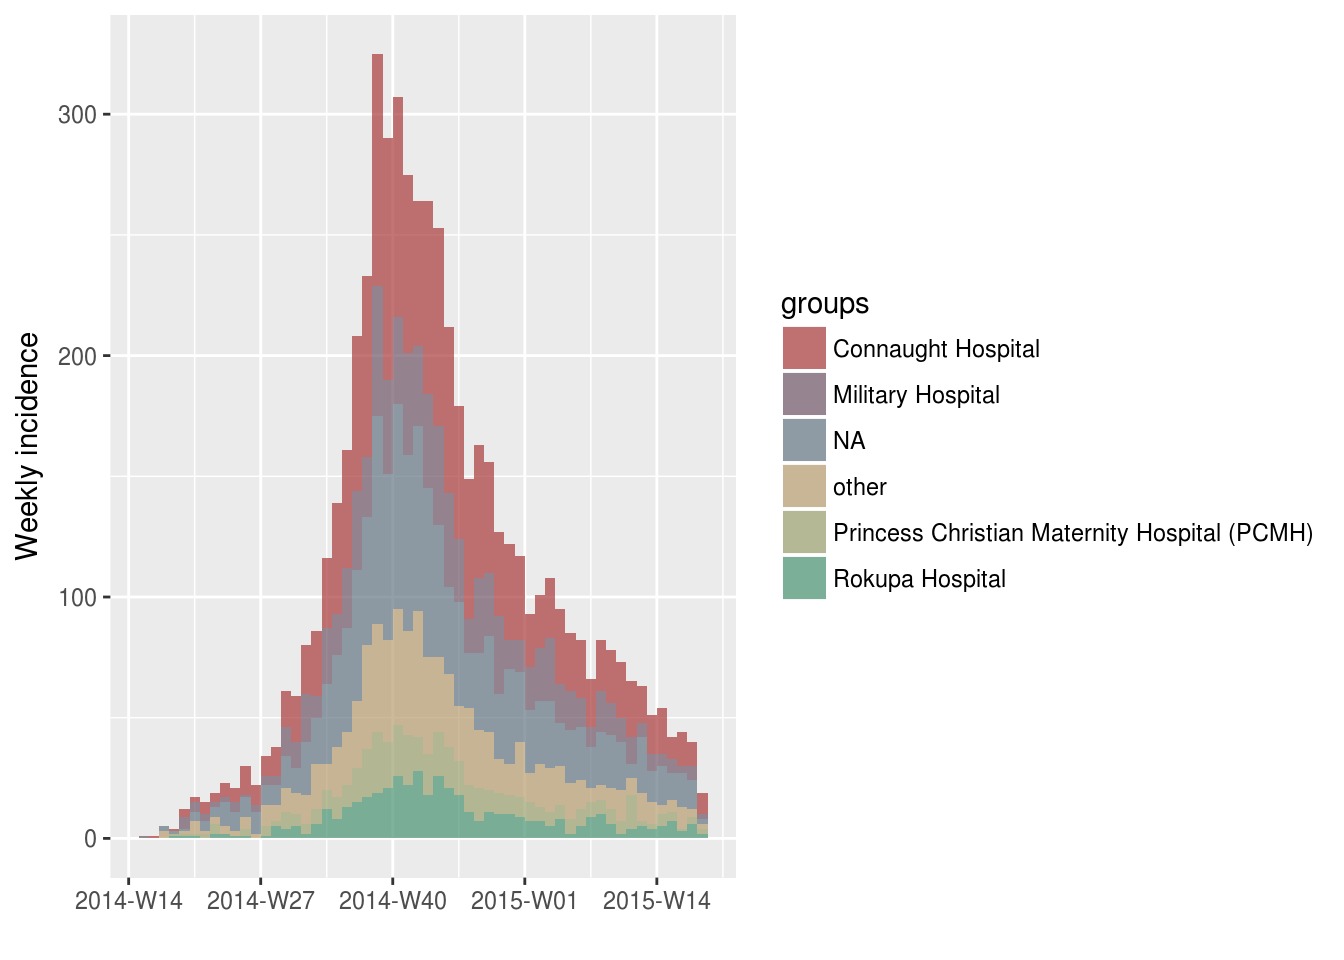 300
200
100
0
Weekly incidence
2014-W14 2014-W27 2014-W40 2015-W01 2015-W14
groups
Connaught Hospital
Military Hospital
NA
other
Princess Christian Maternity Hospital (PCMH)
Rokupa Hospital